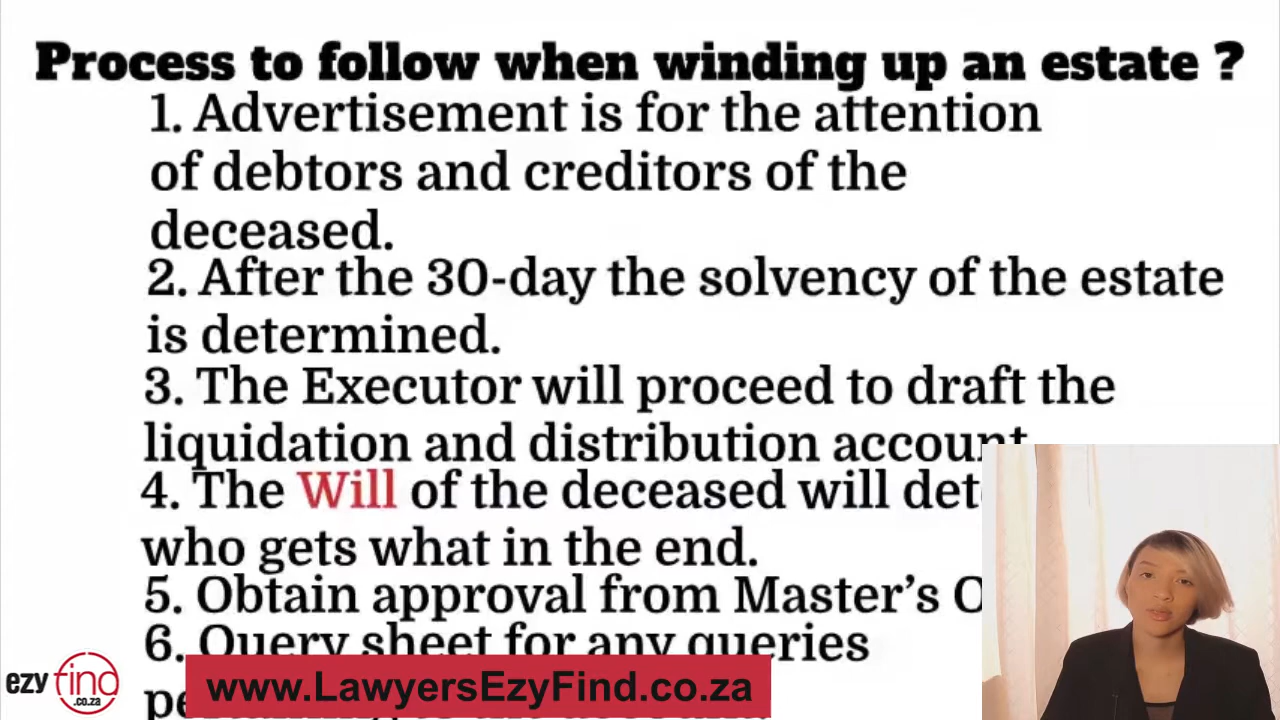 Process to follow when winding up an estate ?
1. Advertisement is for the attention
of debtors and creditors of the
deceased.
2. After the 30-day the solvency of the estate
is determined.
3. The Executor will proceed to draft the
liquidation and distribution account
4. The Will of the deceased will
who gets what in the end.
5. Obtain approval from Master's
6. Query sheet for any queries
ezyfind
.co.za
www.LawyersEzyFind.co.za